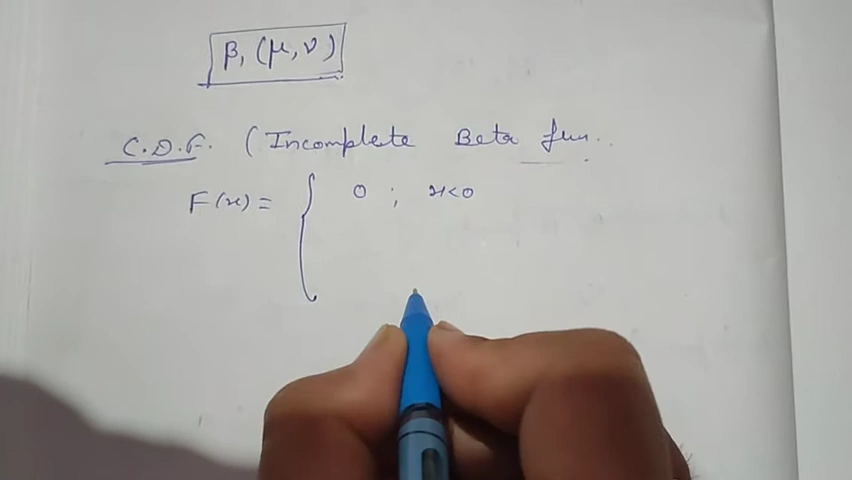 β₁ (μ, ν)
C.D.F. (Incomplete Beta fun..
F(x) = { 0 ; x<0